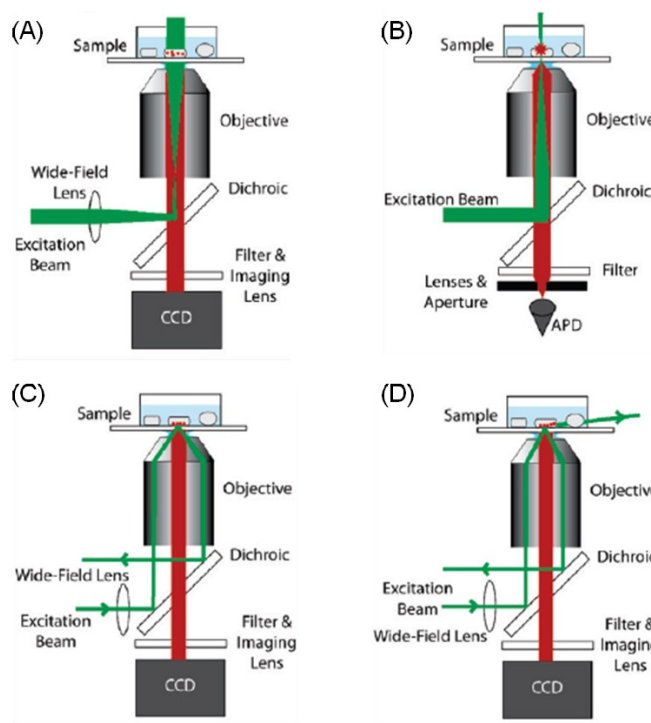 (A)
Sample
Objective
Wide-Field
Lens
Dichroic
Excitation
Beam
Filter &
Imaging
Lens
CCD
(B)
Sample
Objective
Dichroic
Excitation Beam
Filter
Lenses &
Aperture
APD
(C)
Sample
Objective
Dichroic
Wide-Field Lens
Excitation
Beam
Filter &
Imaging
Lens
CCD
(D)
Sample
Objective
Dichroic
Excitation
Beam
Wide-Field Lens
Filter &
Imaging
Lens
CCD